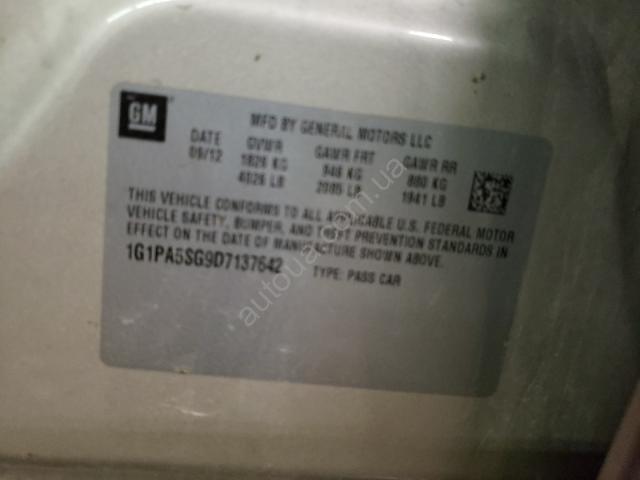 GM
MFD BY GENERAL MOTORS LLC
DATE GVWR GAWR FRT GAWR RR
09/12 1826 KG 946 KG 880 KG
4026 LB 2085 LB 1941 LB
THIS VEHICLE CONFORMS TO ALL APPLICABLE U.S. FEDERAL MOTOR
VEHICLE SAFETY, BUMPER, AND THEFT PREVENTION STANDARDS IN
EFFECT ON THE DATE OF MANUFACTURE SHOWN ABOVE.
1G1PA5SG9D7137642 TYPE: PASS CAR
autoua.com.ua